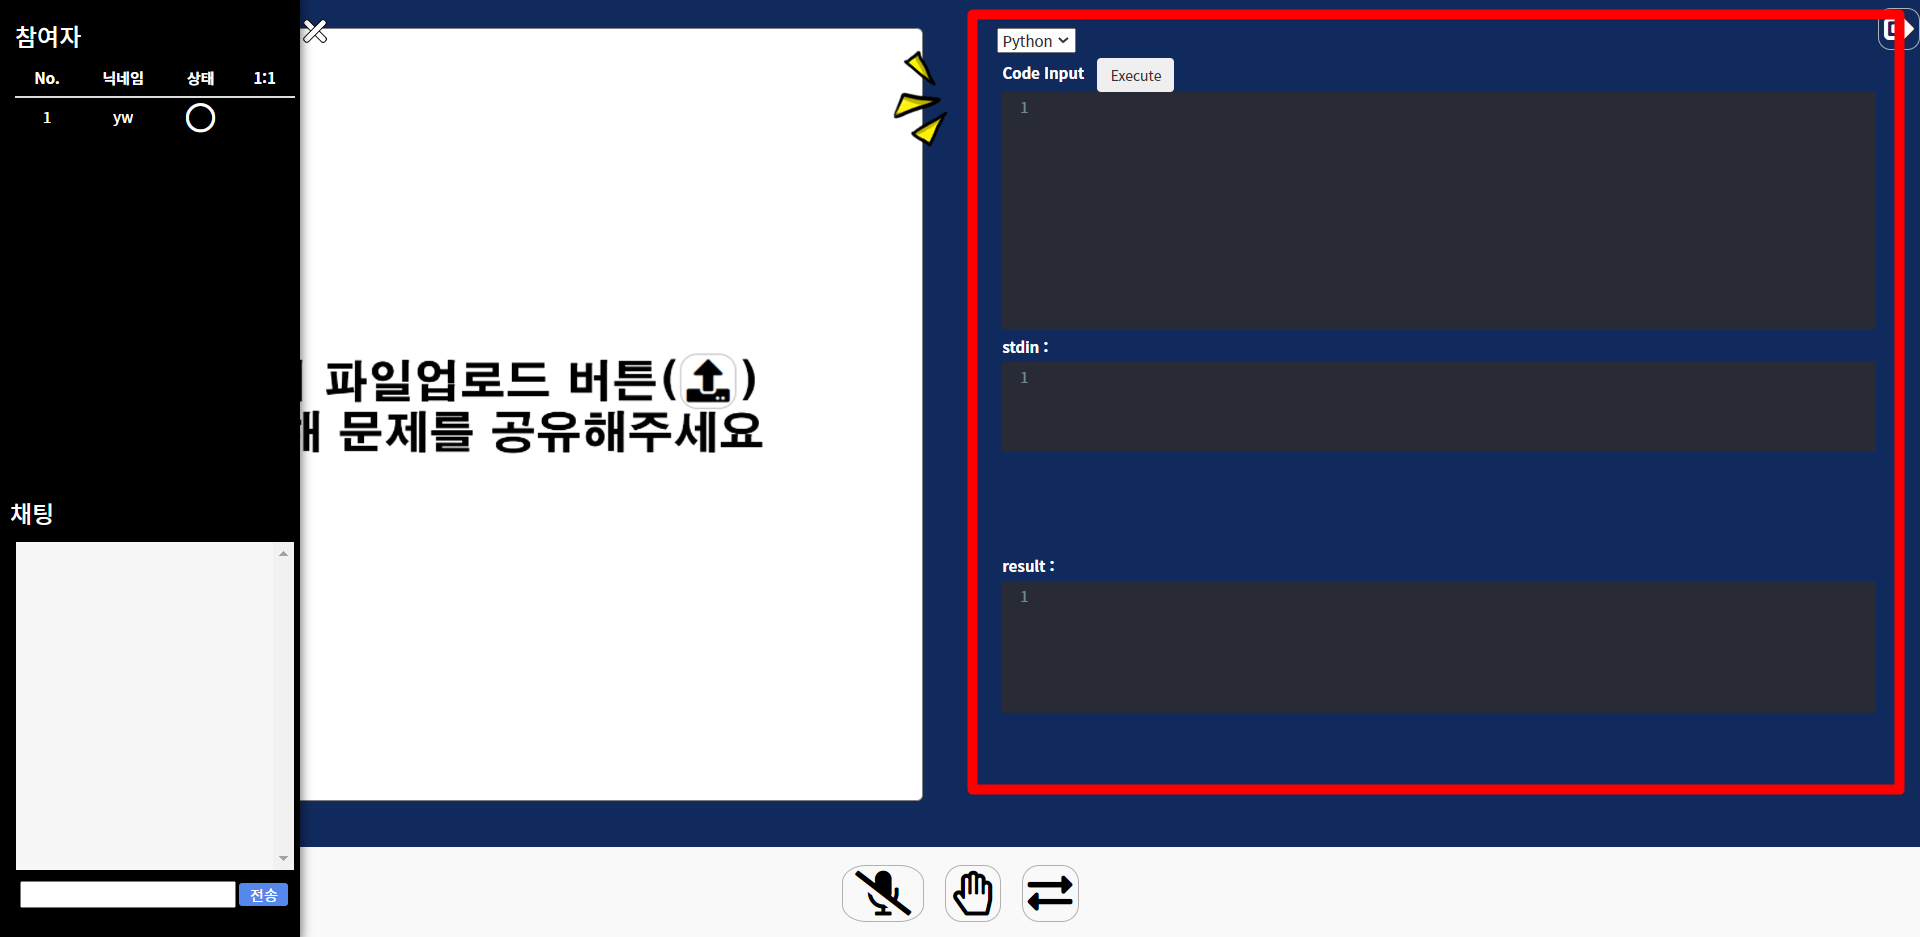 참여자
No. 닉네임 상태 1:1
1 yw
채팅
전송
파일업로드 버튼( )
문제를 공유해주세요
Python
Code Input Execute
1
stdin :
1
result :
1